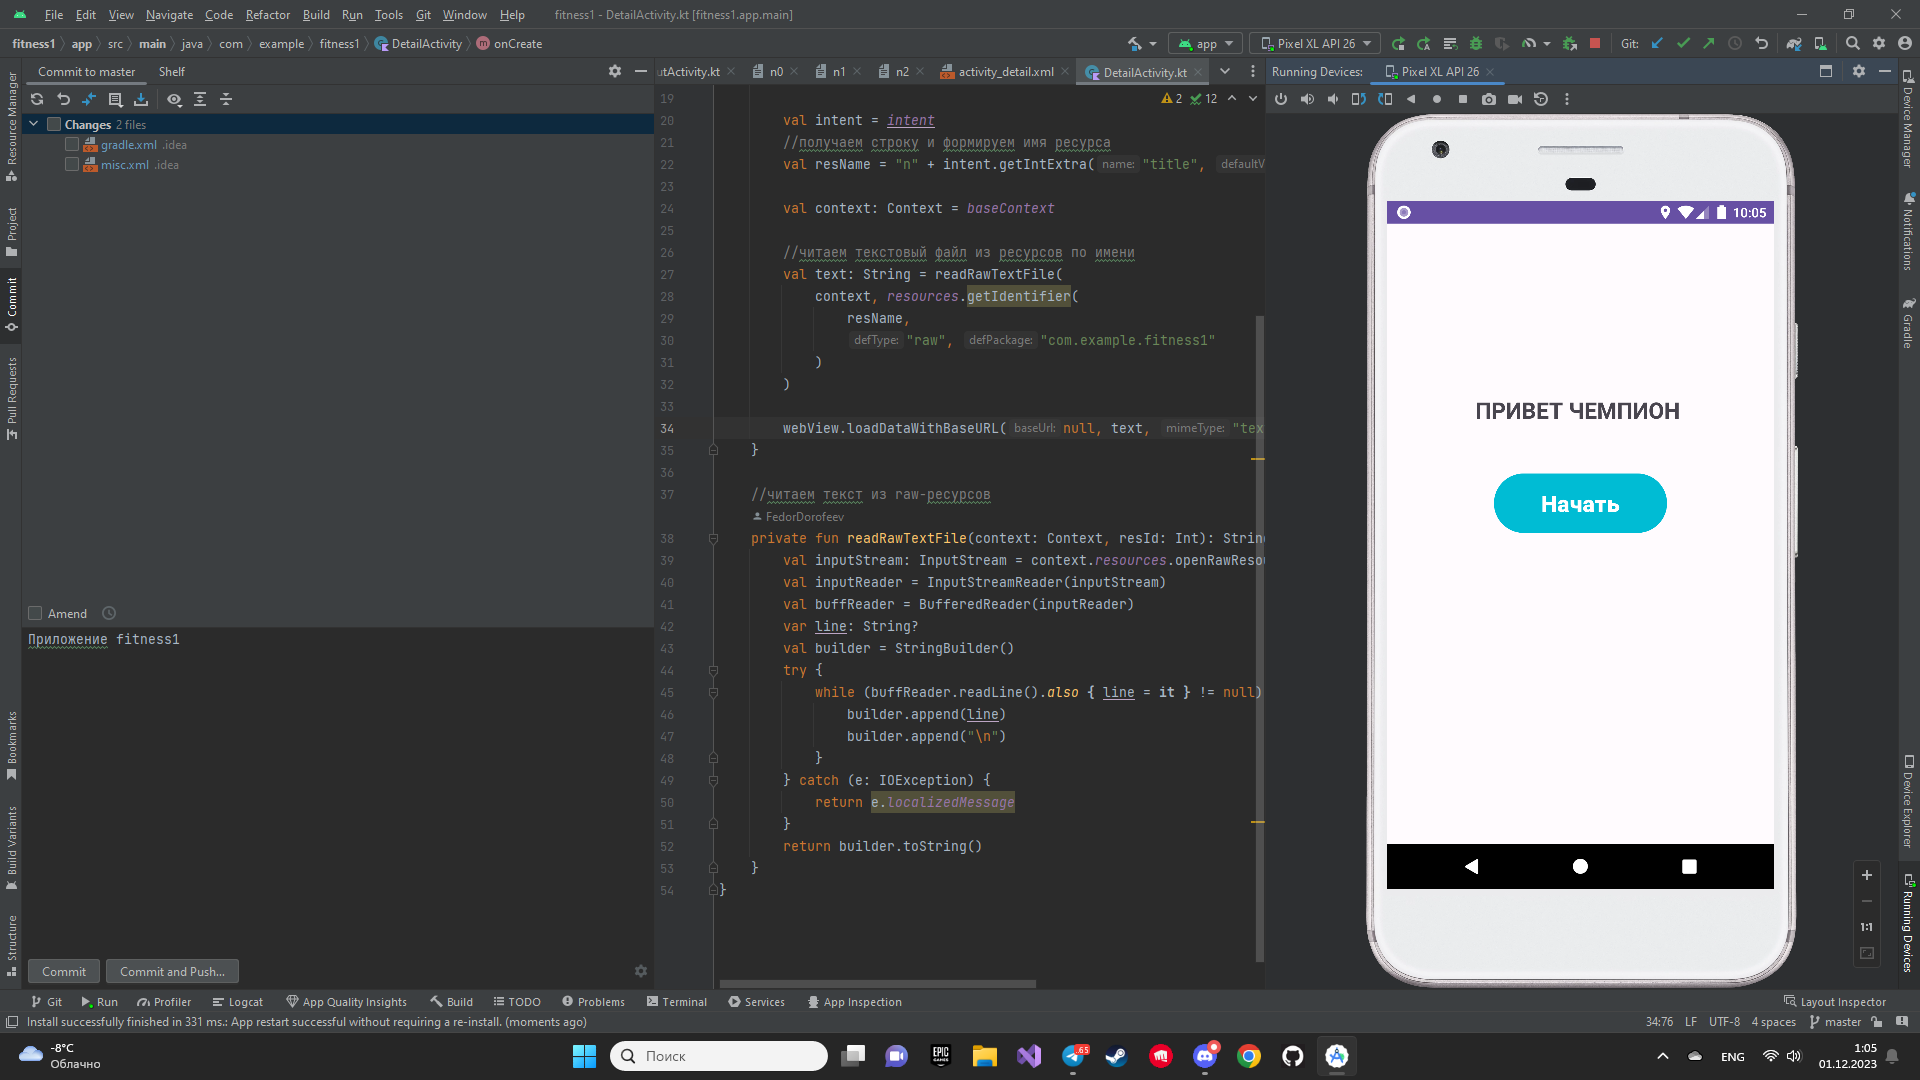 File Edit View Navigate Code Refactor Build Run Tools Git Window Help fitness1 - DetailActivity.kt [fitness1.app.main]
fitness1 app src main java com example fitness1 DetailActivity onCreate app Pixel XL API 26 Git:
Commit to master Shelf
utActivity.kt n0 n1 n2 activity_detail.xml DetailActivity.kt
Running Devices: Pixel XL API 26
Changes 2 files
gradle.xml .idea
misc.xml .idea
Amend
Приложение fitness1
Commit Commit and Push...
Resource Manager
Project
Commit
Pull Requests
Bookmarks
Build Variants
Structure
2 12
19
20 val intent = intent
21 //получаем строку и формируем имя ресурса
22 val resName = "n" + intent.getIntExtra( name: "title", defaultV
23
24 val context: Context = baseContext
25
26 //читаем текстовый файл из ресурсов по имени
27 val text: String = readRawTextFile(
28 context, resources.getIdentifier(
29 resName,
30 defType: "raw", defPackage: "com.example.fitness1"
31 )
32 )
33
34 webView.loadDataWithBaseURL( baseUrl: null, text, mimeType: "tex
35 }
36
37 //читаем текст из raw-ресурсов
FedorDorofeev
38 private fun readRawTextFile(context: Context, resId: Int): Strin
39 val inputStream: InputStream = context.resources.openRawReso
40 val inputReader = InputStreamReader(inputStream)
41 val buffReader = BufferedReader(inputReader)
42 var line: String?
43 val builder = StringBuilder()
44 try {
45 while (buffReader.readLine().also { line = it } != null)
46 builder.append(line)
47 builder.append("\n")
48 }
49 } catch (e: IOException) {
50 return e.localizedMessage
51 }
52 return builder.toString()
53 }
54 }
10:05
ПРИВЕТ ЧЕМПИОН
Начать
1:1
Device Manager
Notifications
Gradle
Device Explorer
Running Devices
Git Run Profiler Logcat App Quality Insights Build TODO Problems Terminal Services App Inspection Layout Inspector
Install successfully finished in 331 ms.: App restart successful without requiring a re-install. (moments ago) 34:76 LF UTF-8 4 spaces master
-8°C
Облачно
Поиск
EPIC GAMES
65
ENG
1:05
01.12.2023